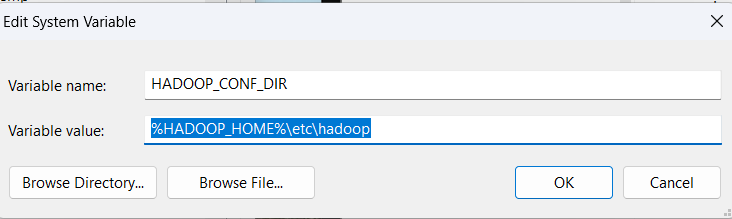 Edit System Variable
Variable name: HADOOP_CONF_DIR
Variable value: %HADOOP_HOME%\etc\hadoop
Browse Directory... Browse File... OK Cancel